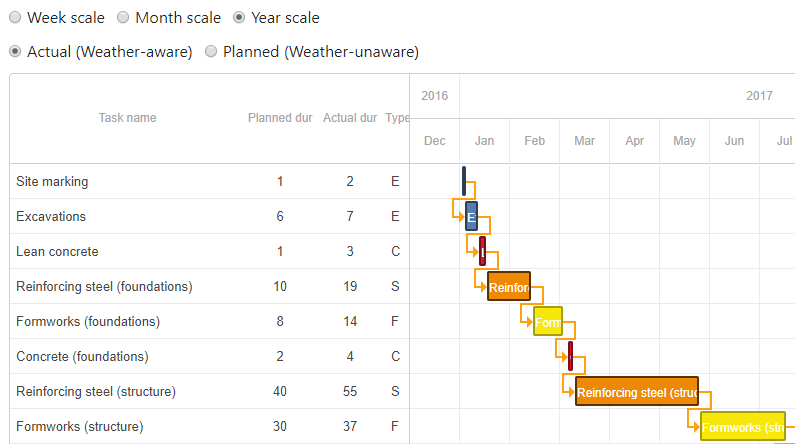 Week scale Month scale Year scale
Actual (Weather-aware) Planned (Weather-unaware)
2016 2017
Task name Planned dur Actual dur Type
Dec Jan Feb Mar Apr May Jun Jul
Site marking 1 2 E
Excavations 6 7 E E
Lean concrete 1 3 C
Reinforcing steel (foundations) 10 19 S Reinfor
Formworks (foundations) 8 14 F Form
Concrete (foundations) 2 4 C
Reinforcing steel (structure) 40 55 S Reinforcing steel (struc
Formworks (structure) 30 37 F Formworks (str